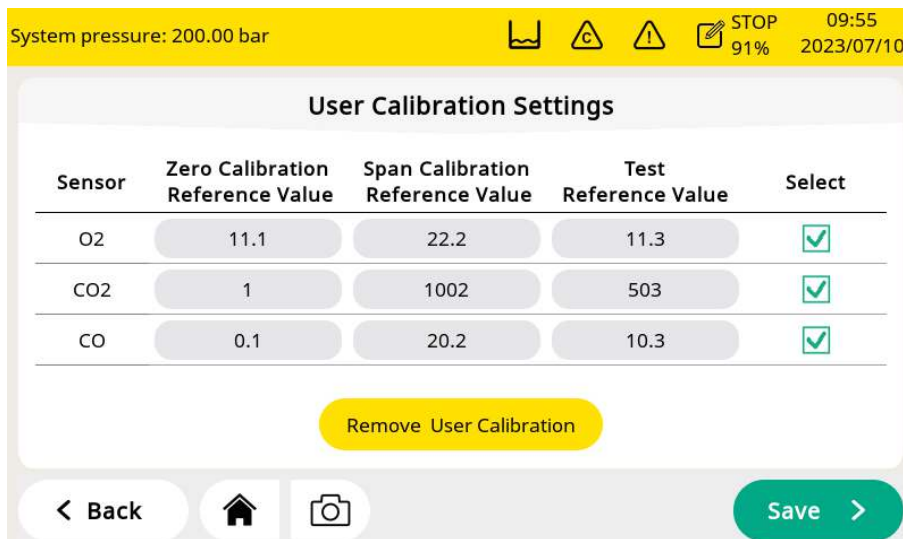 System pressure: 200.00 bar
C
!
STOP
91%
09:55
2023/07/10
User Calibration Settings
Sensor
Zero Calibration
Reference Value
Span Calibration
Reference Value
Test
Reference Value
Select
O2 11.1 22.2 11.3
CO2 1 1002 503
CO 0.1 20.2 10.3
Remove User Calibration
Back
Save